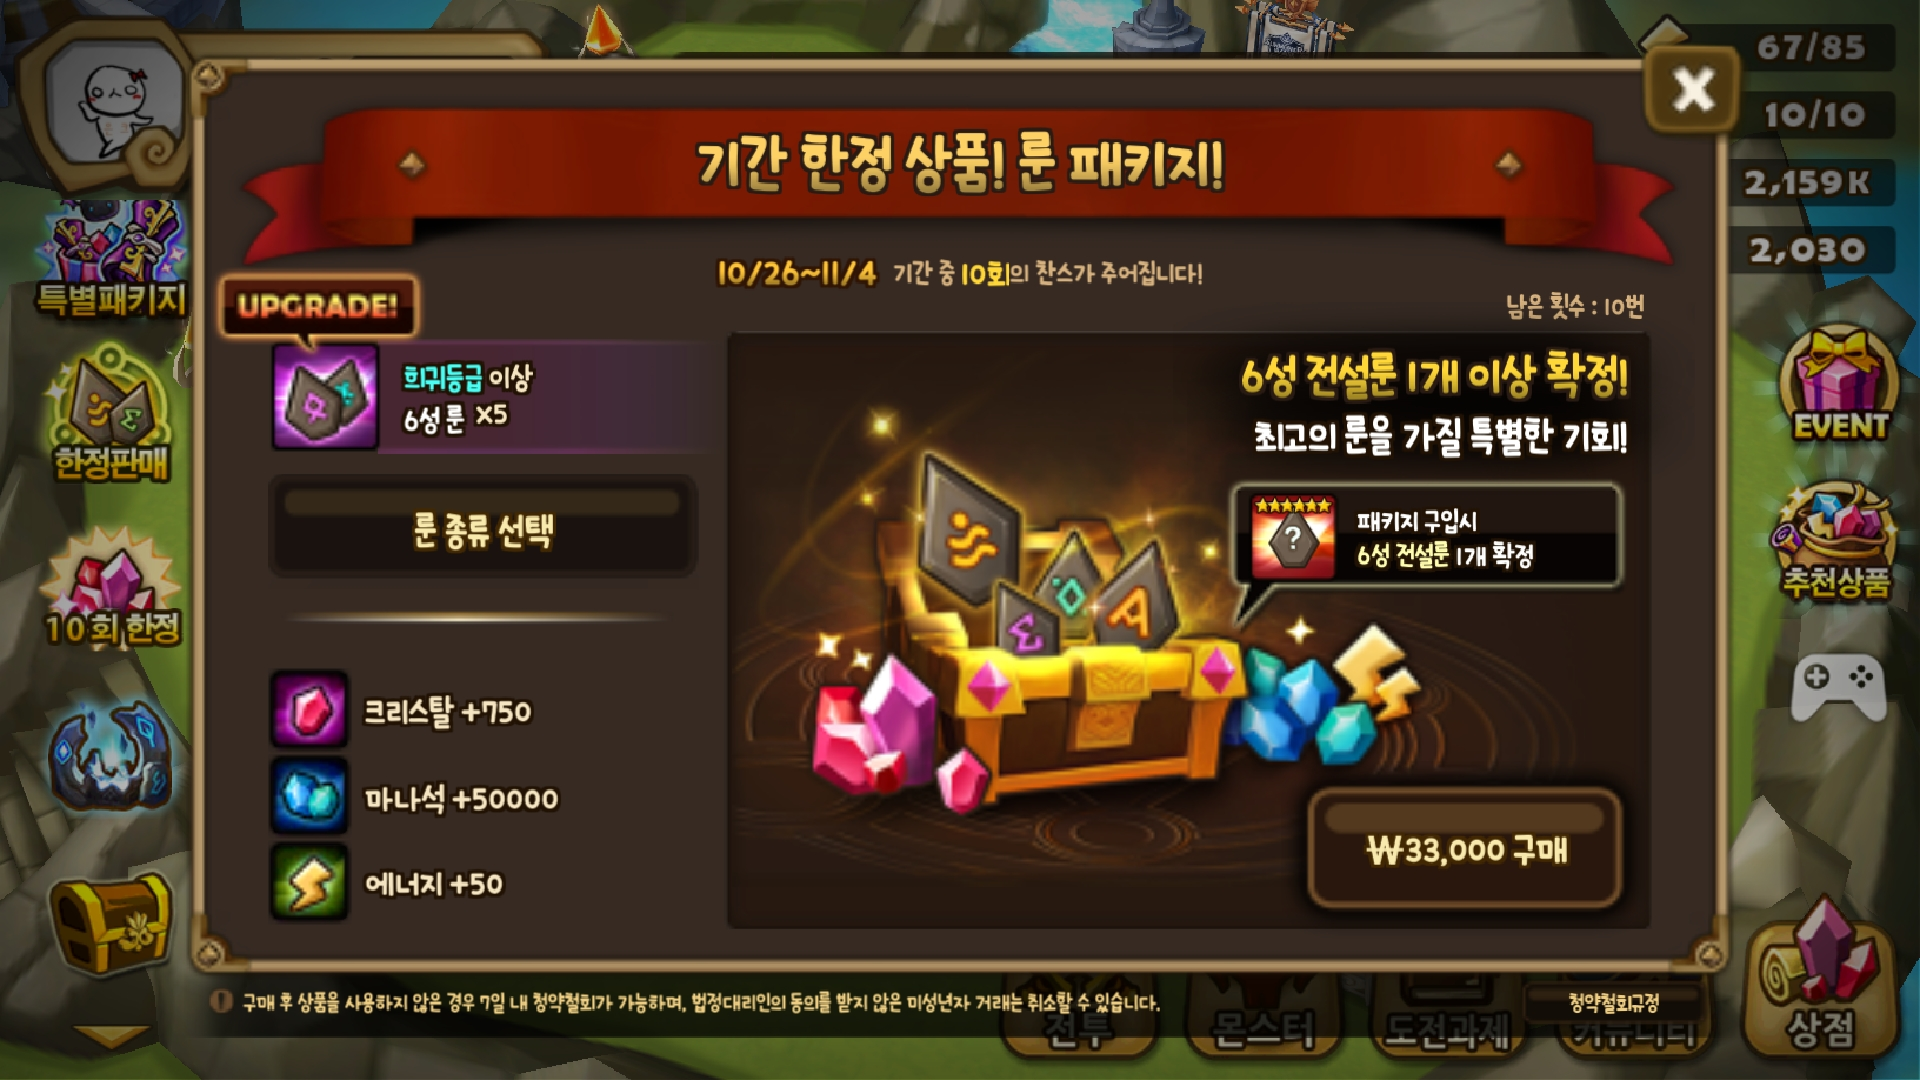 67/85
10/10
2,159K
2,030
기간 한정 상품! 룬 패키지!
10/26~11/4 기간 중 10회의 찬스가 주어집니다!
남은 횟수 : 10번
UPGRADE!
희귀등급 이상
6성 룬 X5
룬 종류 선택
크리스탈 +750
마나석 +50000
에너지 +50
6성 전설룬 1개 이상 확정!
최고의 룬을 가질 특별한 기회!
패키지 구입시
6성 전설룬 1개 확정
₩33,000 구매
특별패키지
한정판매
10회 한정
EVENT
추천상품
구매 후 상품을 사용하지 않은 경우 7일 내 청약철회가 가능하며, 법정대리인의 동의를 받지 않은 미성년자 거래는 취소할 수 있습니다.
청약철회규정
전투
몬스터
도전과제
커뮤니티
상점